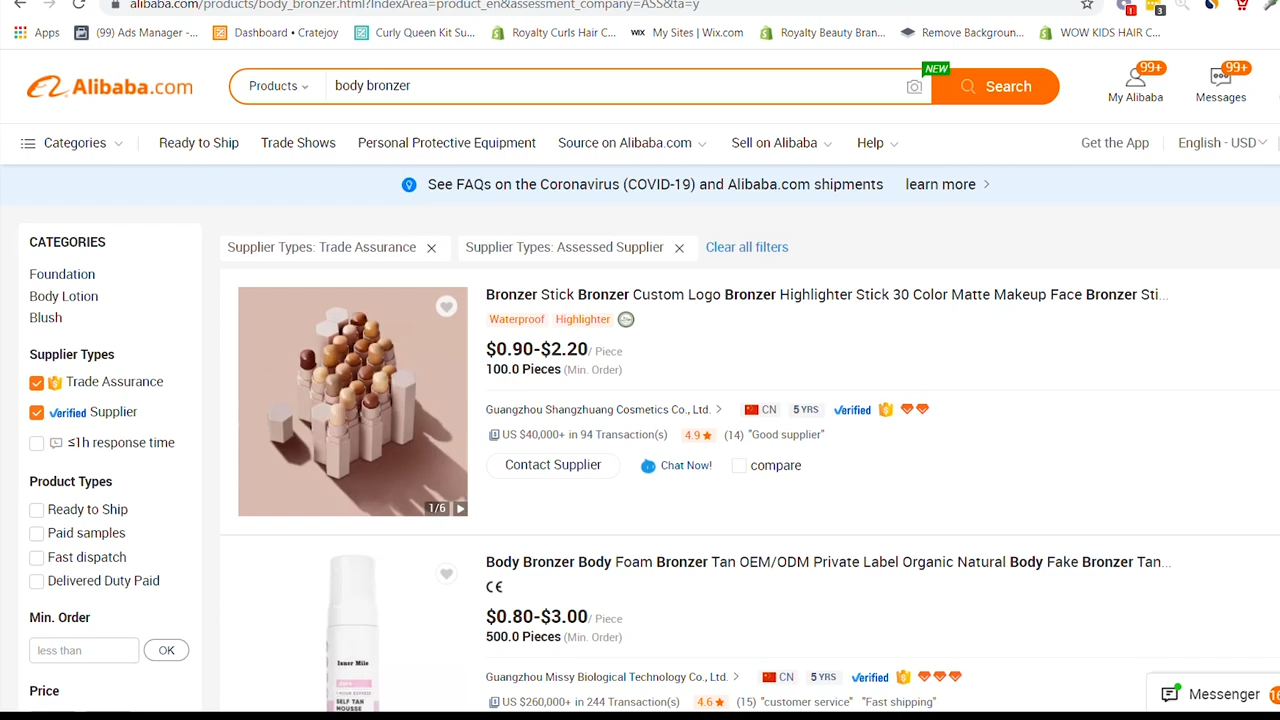 alibaba.com/products/body_bronzer.html?IndexArea=product_en&assessment_company=ASS&ta=y
Apps (99) Ads Manager -... Dashboard • Cratejoy Curly Queen Kit Su... Royalty Curls Hair C... WIX My Sites | Wix.com Royalty Beauty Bran... Remove Backgroun... WOW KIDS HAIR C...
Alibaba.com Products body bronzer NEW Search 99+ My Alibaba 99+ Messages
Categories Ready to Ship Trade Shows Personal Protective Equipment Source on Alibaba.com Sell on Alibaba Help Get the App English - USD
See FAQs on the Coronavirus (COVID-19) and Alibaba.com shipments learn more
CATEGORIES
Foundation
Body Lotion
Blush
Supplier Types
Trade Assurance
Verified Supplier
≤1h response time
Product Types
Ready to Ship
Paid samples
Fast dispatch
Delivered Duty Paid
Min. Order
less than OK
Price
Supplier Types: Trade Assurance Supplier Types: Assessed Supplier Clear all filters
1/6
Bronzer Stick Bronzer Custom Logo Bronzer Highlighter Stick 30 Color Matte Makeup Face Bronzer Sti...
Waterproof Highlighter
$0.90-$2.20/ Piece
100.0 Pieces (Min. Order)
Guangzhou Shangzhuang Cosmetics Co., Ltd. CN 5 YRS Verified
US $40,000+ in 94 Transaction(s) 4.9 (14) "Good supplier"
Contact Supplier Chat Now! compare
Inner Mile
SELF TAN
MOUSSE
Body Bronzer Body Foam Bronzer Tan OEM/ODM Private Label Organic Natural Body Fake Bronzer Tan...
CE
$0.80-$3.00/ Piece
500.0 Pieces (Min. Order)
Guangzhou Missy Biological Technology Co., Ltd. CN 5 YRS Verified
US $260,000+ in 244 Transaction(s) 4.6 (15) "customer service" "Fast shipping"
Messenger